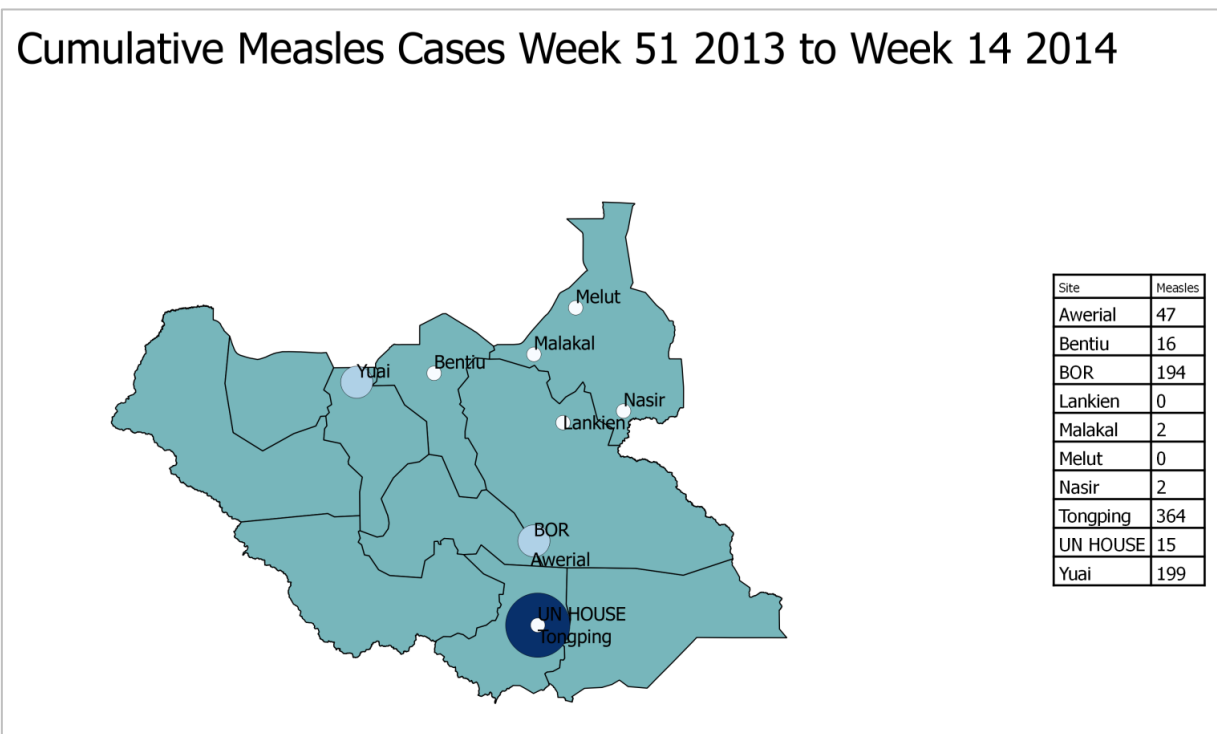 Cumulative Measles Cases Week 51 2013 to Week 14 2014
Melut
Malakal
Bentiu
Yuai
Nasir
Lankien
BOR
Awerial
UN HOUSE
Tongping
Site Measles
Awerial 47
Bentiu 16
BOR 194
Lankien 0
Malakal 2
Melut 0
Nasir 2
Tongping 364
UN HOUSE 15
Yuai 199